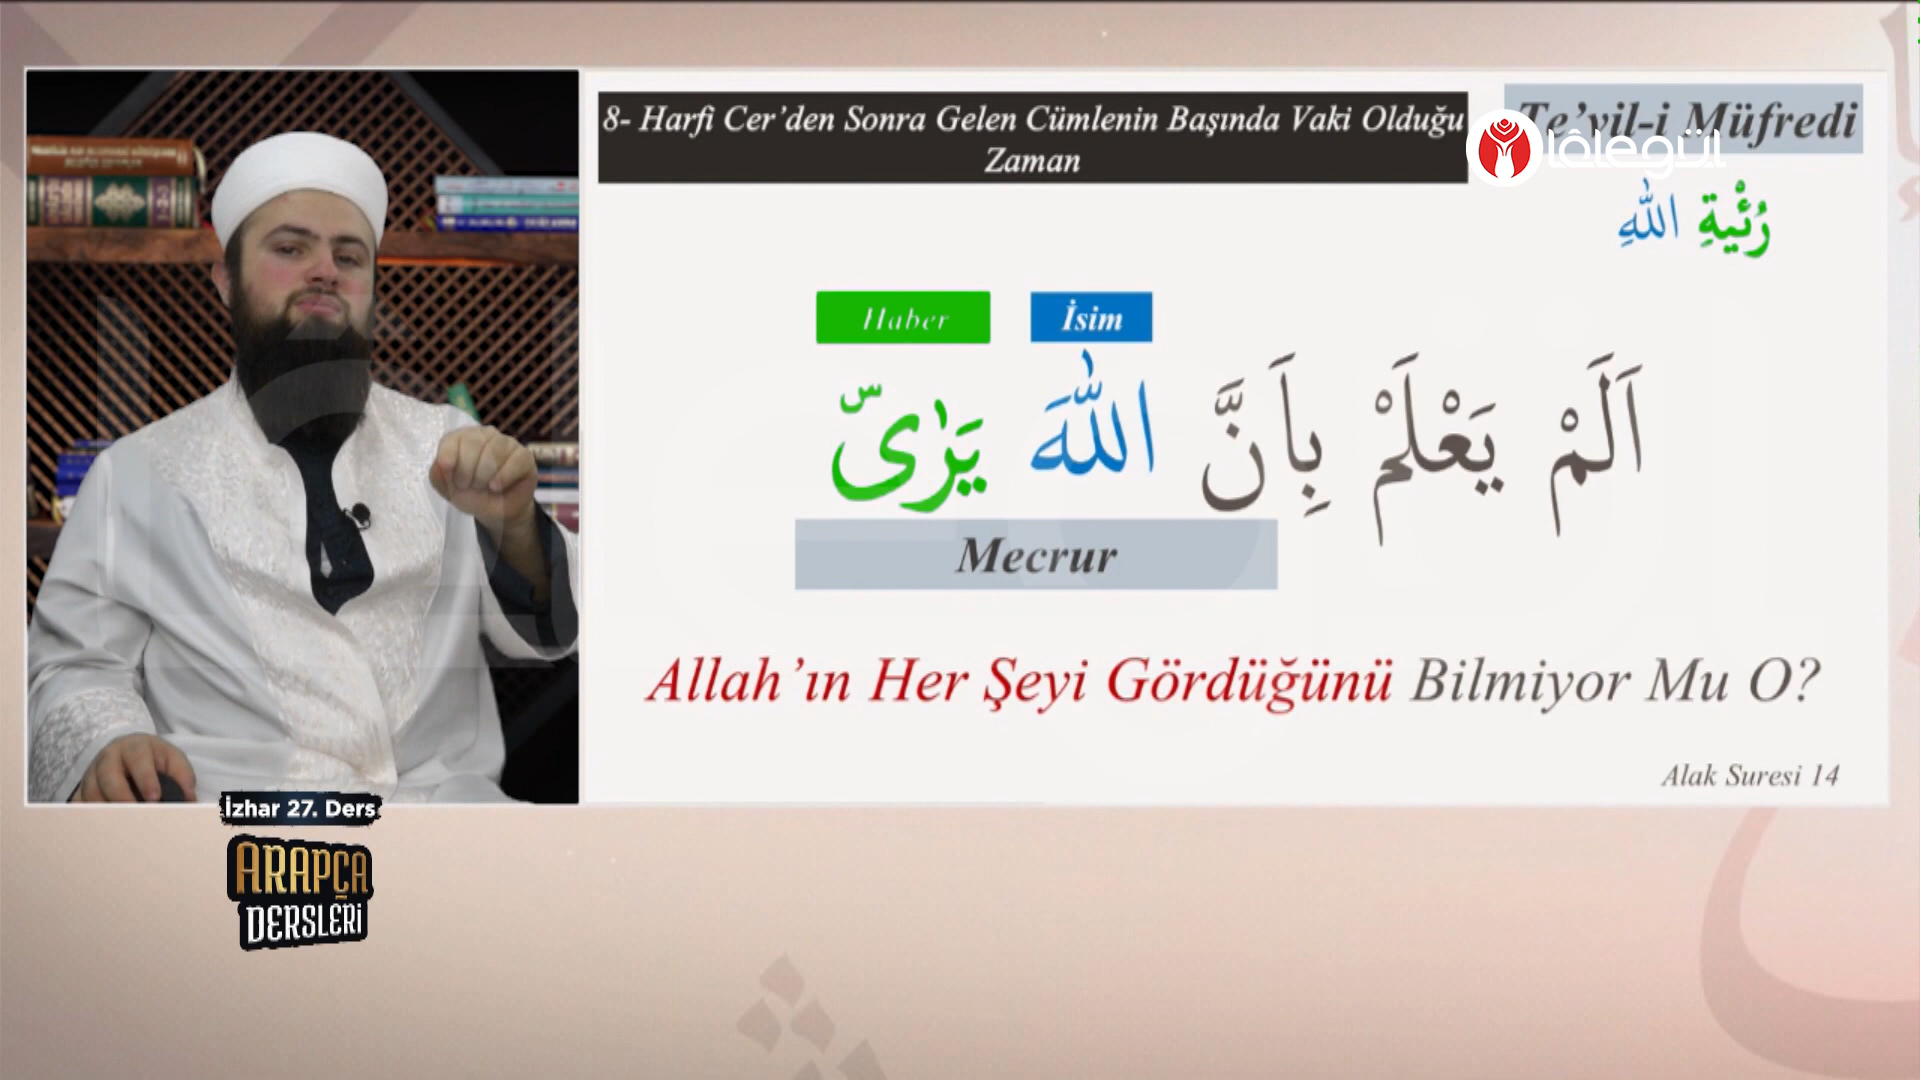 8- Harfi Cer’den Sonra Gelen Cümlenin Başında Vaki Olduğu
Zaman
Te’vil-i Müfredi
lâlegül
رُئْيةِ اللّٰهِ
Haber İsim
اَلَمْ يَعْلَمْ بِاَنَّ اللّٰهَ يَرٰىّ
Mecrur
Allah’ın Her Şeyi Gördüğünü Bilmiyor Mu O?
Alak Suresi 14
İzhar 27. Ders
ARAPÇA
DERSLERİ